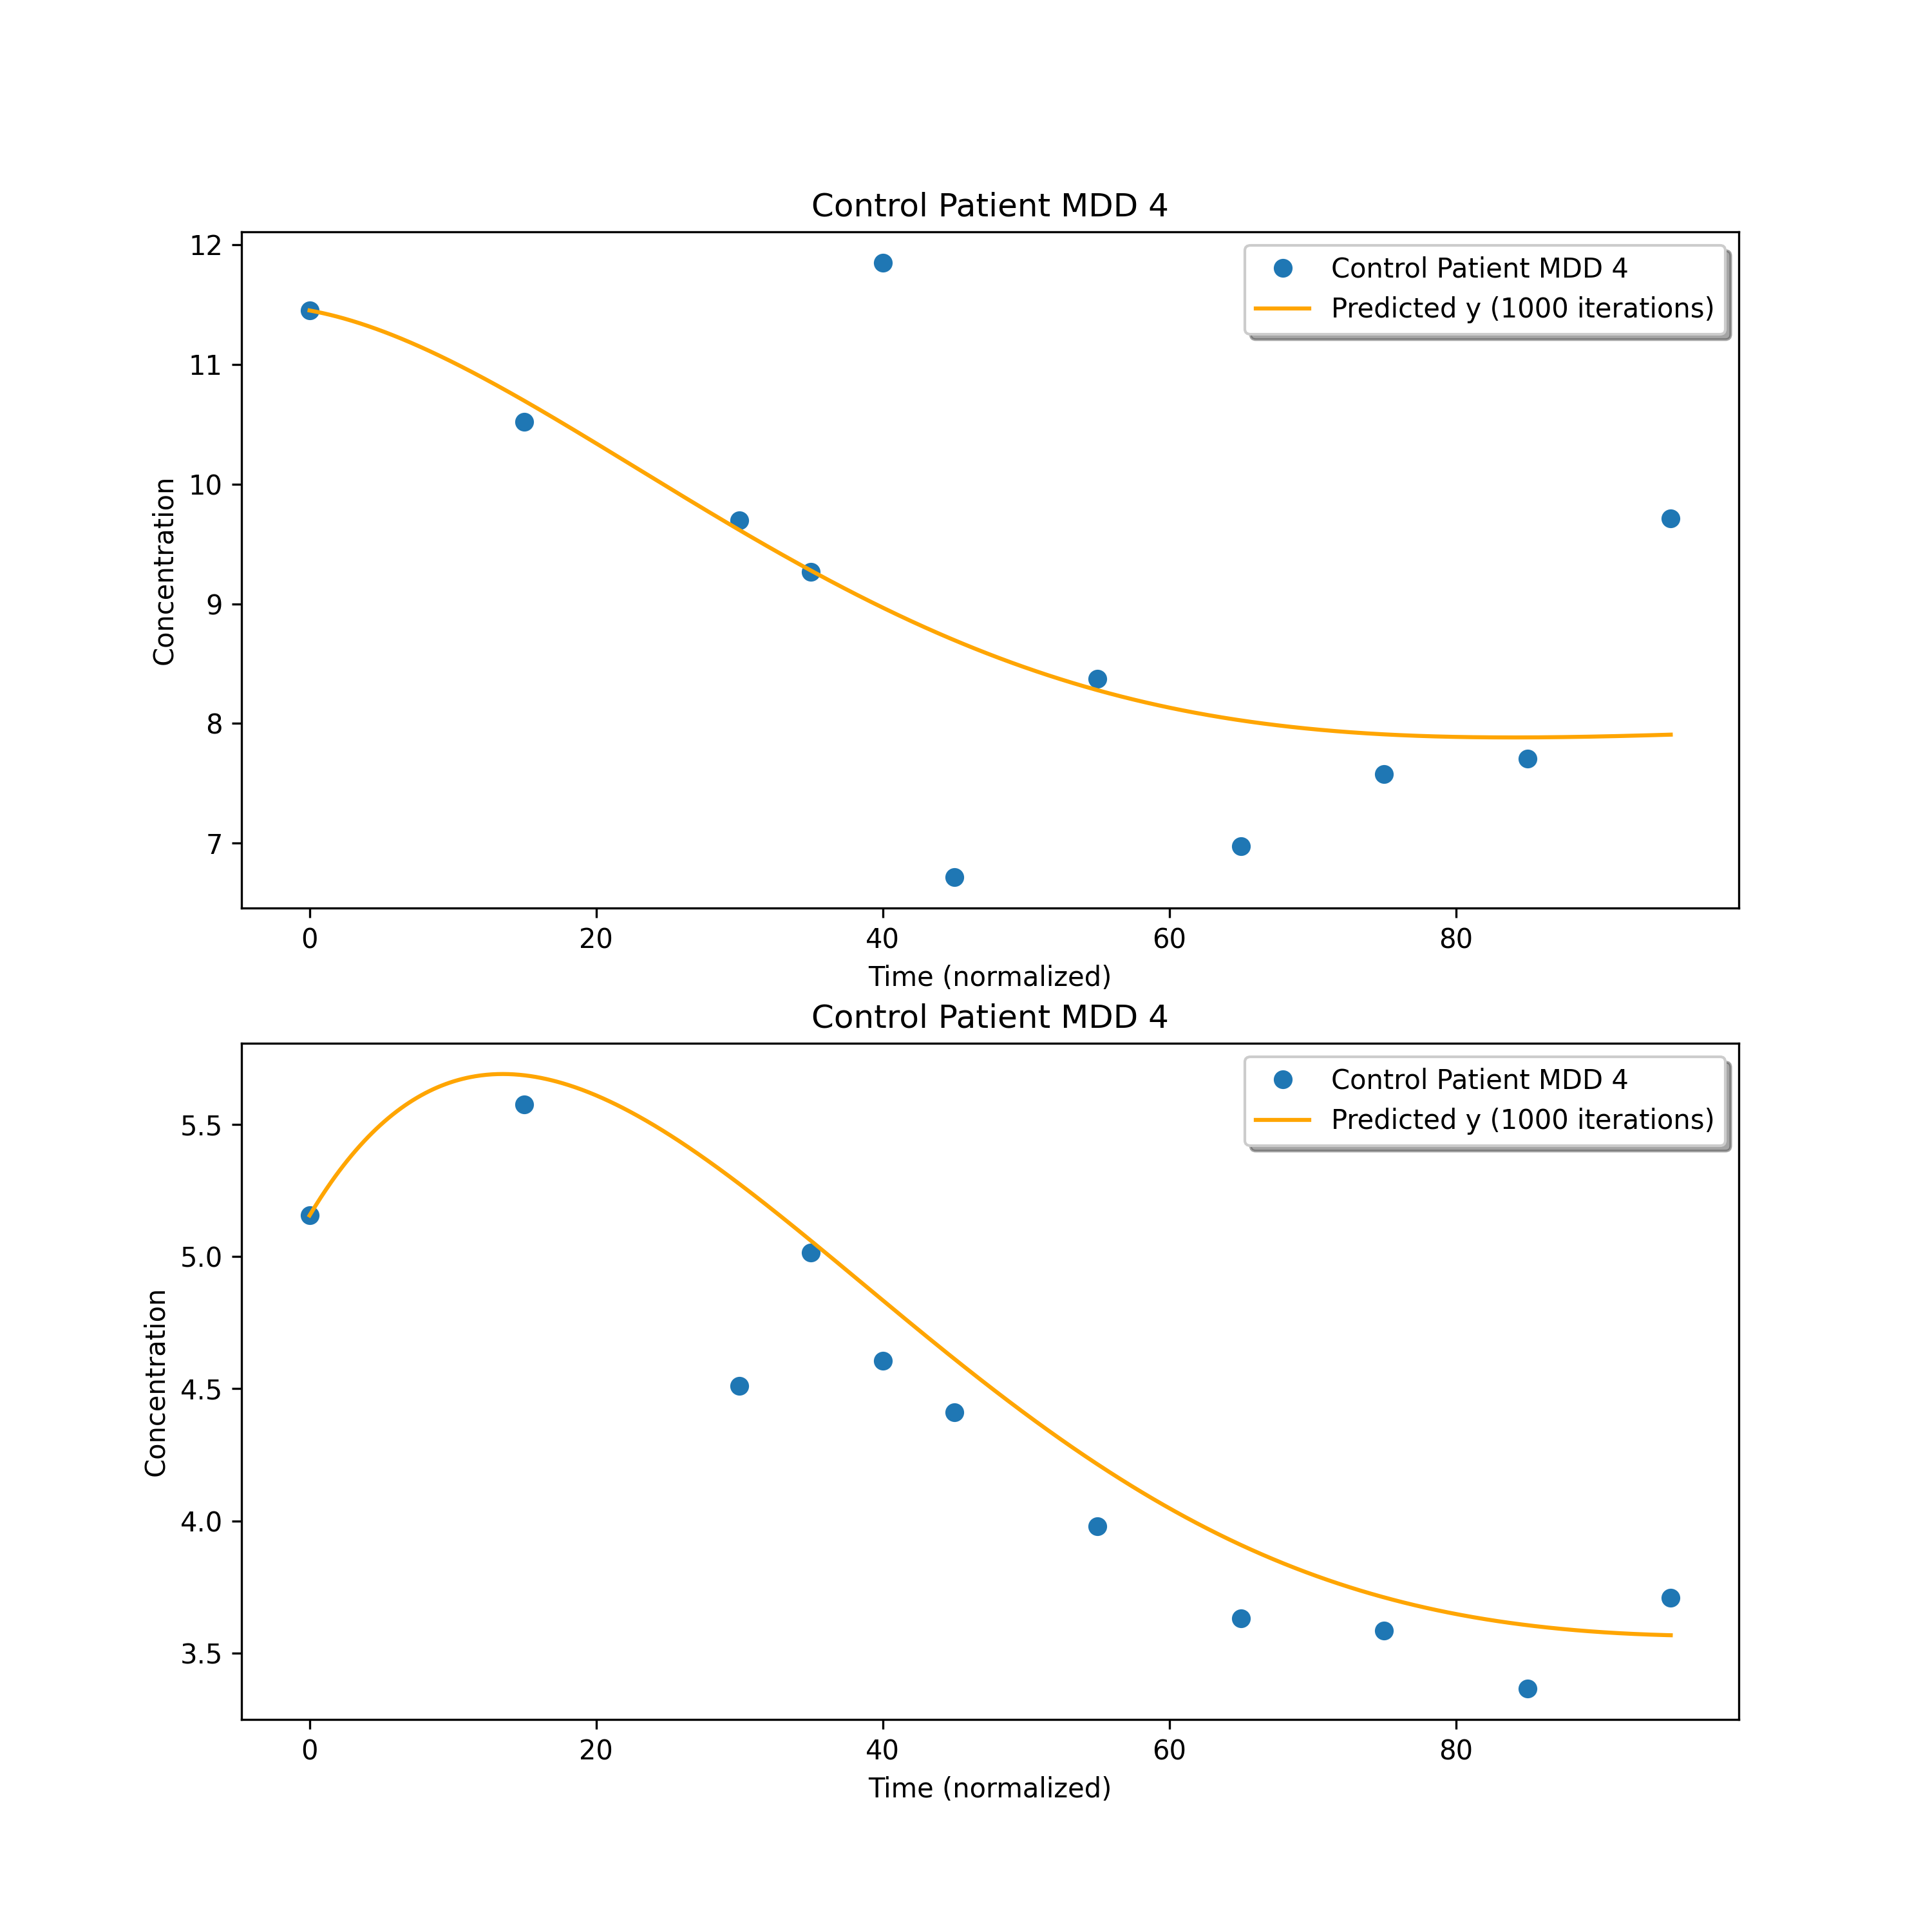 Control Patient MDD 4
12
11
10
9
8
7
Concentration
Control Patient MDD 4
Predicted y (1000 iterations)
0 20 40 60 80
Time (normalized)
Control Patient MDD 4
5.5
5.0
4.5
4.0
3.5
Concentration
Control Patient MDD 4
Predicted y (1000 iterations)
0 20 40 60 80
Time (normalized)